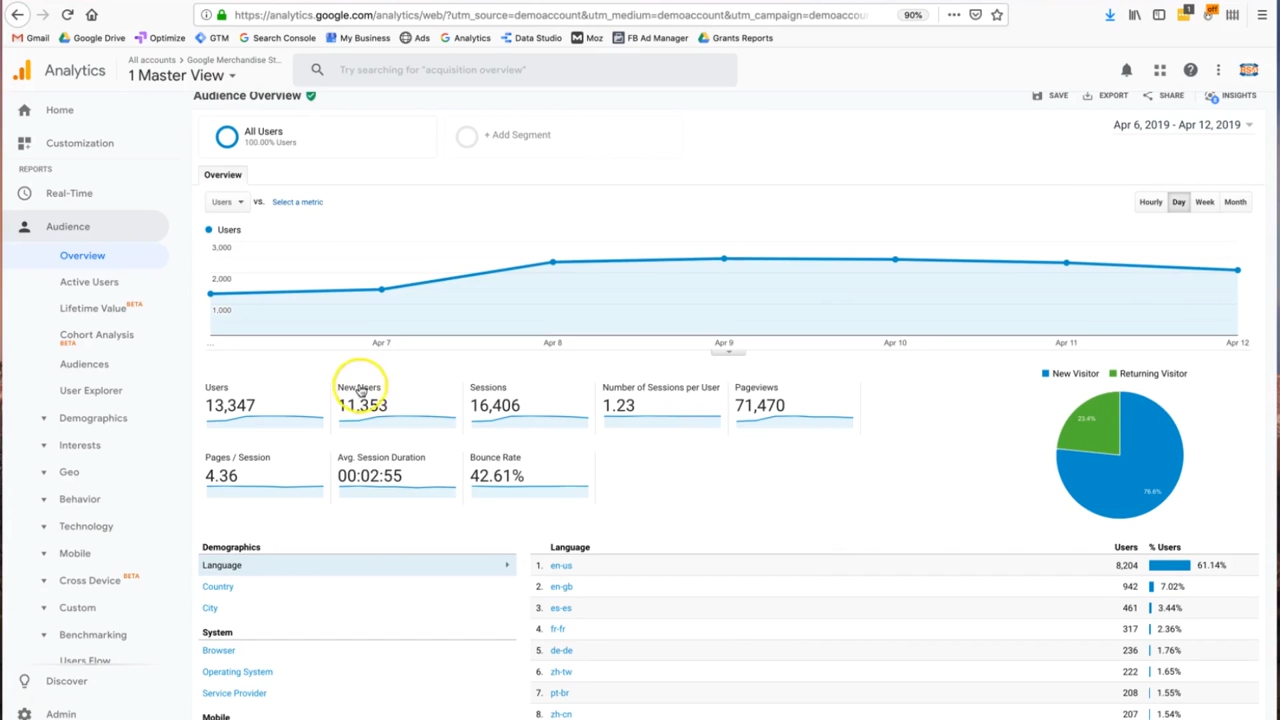 https://analytics.google.com/analytics/web/?utm_source=demoaccount&utm_medium=demoaccount&utm_campaign=demoaccou
90%
1
off
Gmail Google Drive Optimize GTM Search Console My Business Ads Analytics Data Studio Moz FB Ad Manager Grants Reports
Analytics
All accounts > Google Merchandise St...
1 Master View
Try searching for "acquisition overview"
Home
Customization
REPORTS
Real-Time
Audience
Overview
Active Users
Lifetime Value BETA
Cohort Analysis
BETA
Audiences
User Explorer
Demographics
Interests
Geo
Behavior
Technology
Mobile
Cross Device BETA
Custom
Benchmarking
Users Flow
Discover
Admin
Audience Overview
SAVE EXPORT SHARE INSIGHTS
All Users
100.00% Users
+ Add Segment
Apr 6, 2019 - Apr 12, 2019
Overview
Users VS. Select a metric
Hourly Day Week Month
Users
3,000
2,000
1,000
... Apr 7 Apr 8 Apr 9 Apr 10 Apr 11 Apr 12
Users
13,347
New Users
11,353
Sessions
16,406
Number of Sessions per User
1.23
Pageviews
71,470
Pages / Session
4.36
Avg. Session Duration
00:02:55
Bounce Rate
42.61%
New Visitor Returning Visitor
23.4%
76.6%
Demographics
Language
Country
City
System
Browser
Operating System
Service Provider
Mobile
Language Users % Users
1. en-us 8,204 61.14%
2. en-gb 942 7.02%
3. es-es 461 3.44%
4. fr-fr 317 2.36%
5. de-de 236 1.76%
6. zh-tw 222 1.65%
7. pt-br 208 1.55%
8. zh-cn 207 1.54%